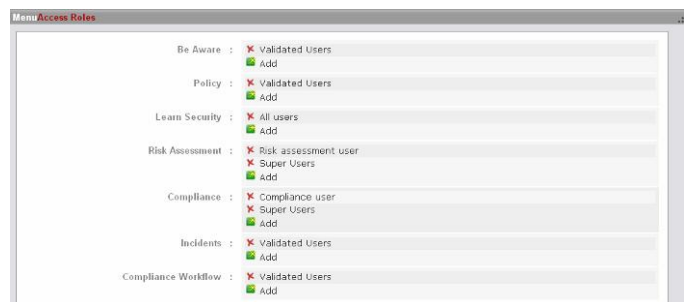 MenuAccess Roles
Be Aware : Validated Users
Add
Policy : Validated Users
Add
Learn Security : All users
Add
Risk Assessment : Risk assessment user
Super Users
Add
Compliance : Compliance user
Super Users
Add
Incidents : Validated Users
Add
Compliance Workflow : Validated Users
Add